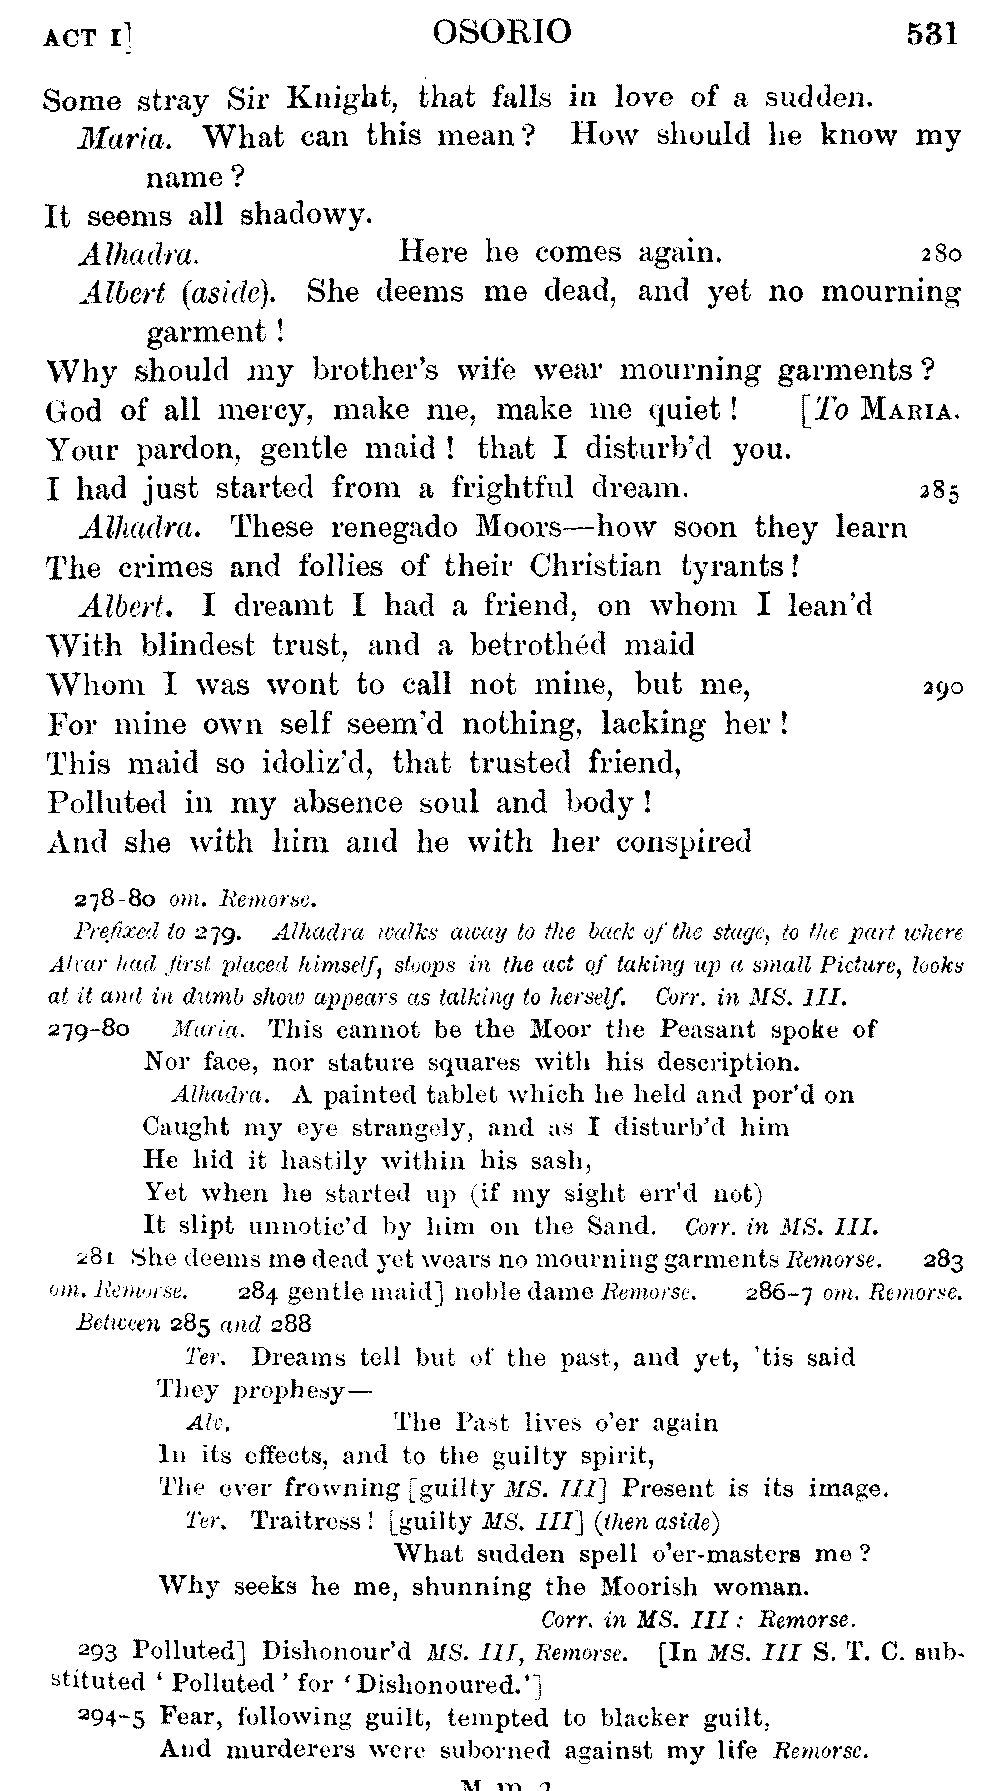 ACT I] OSORIO 531
Some stray Sir Knight, that falls in love of a sudden.
Maria. What can this mean? How should he know my
name?
It seems all shadowy.
Alhadra. Here he comes again. 280
Albert (aside). She deems me dead, and yet no mourning
garment!
Why should my brother's wife wear mourning garments?
God of all mercy, make me, make me quiet! [To MARIA.
Your pardon, gentle maid! that I disturb'd you.
I had just started from a frightful dream. 285
Alhadra. These renegado Moors—how soon they learn
The crimes and follies of their Christian tyrants!
Albert. I dreamt I had a friend, on whom I lean'd
With blindest trust, and a betrothéd maid
Whom I was wont to call not mine, but me, 290
For mine own self seem'd nothing, lacking her!
This maid so idoliz'd, that trusted friend,
Polluted in my absence soul and body!
And she with him and he with her conspired
278-80 om. Remorse.
Prefixed to 279. Alhadra walks away to the back of the stage, to the part where
Alvar had first placed himself, stoops in the act of taking up a small Picture, looks
at it and in dumb show appears as talking to herself. Corr. in MS. III.
279-80 Maria. This cannot be the Moor the Peasant spoke of
Nor face, nor stature squares with his description.
Alhadra. A painted tablet which he held and por'd on
Caught my eye strangely, and as I disturb'd him
He hid it hastily within his sash,
Yet when he started up (if my sight err'd not)
It slipt unnotic'd by him on the Sand. Corr. in MS. III.
281 She deems me dead yet wears no mourning garments Remorse. 283
om. Remorse. 284 gentle maid] noble dame Remorse. 286-7 om. Remorse.
Between 285 and 288
Ter. Dreams tell but of the past, and yet, 'tis said
They prophesy—
Alv. The Past lives o'er again
In its effects, and to the guilty spirit,
The ever frowning [guilty MS. III] Present is its image.
Ter. Traitress! [guilty MS. III] (then aside)
What sudden spell o'er-masters me?
Why seeks he me, shunning the Moorish woman.
Corr. in MS. III: Remorse.
293 Polluted] Dishonour'd MS. III, Remorse. [In MS. III S. T. C. sub-
stituted 'Polluted' for 'Dishonoured.']
294-5 Fear, following guilt, tempted to blacker guilt,
And murderers were suborned against my life Remorse.
M m 2